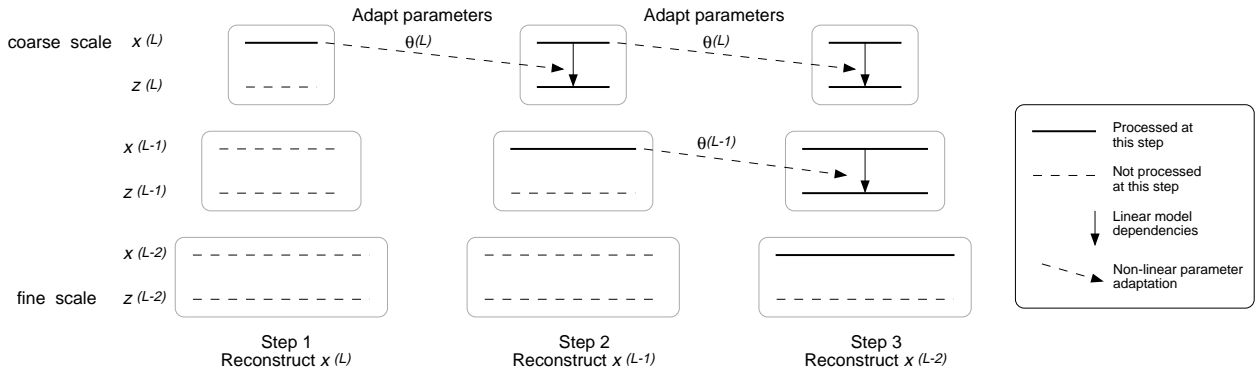 Adapt parameters
Adapt parameters
coarse scale x (L)
θ(L)
θ(L)
z (L)
x (L-1)
θ(L-1)
z (L-1)
x (L-2)
fine scale z (L-2)
Step 1
Reconstruct x (L)
Step 2
Reconstruct x (L-1)
Step 3
Reconstruct x (L-2)
Processed at
this step
Not processed
at this step
Linear model
dependencies
Non-linear parameter
adaptation